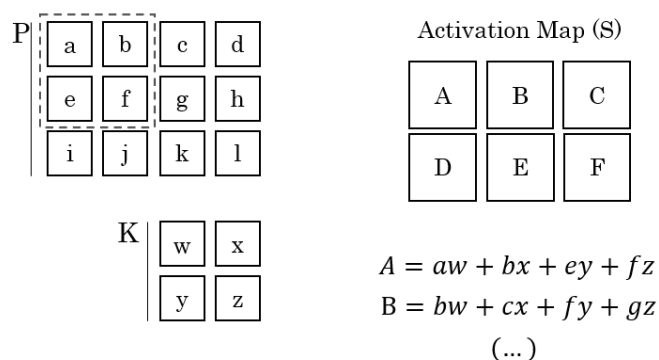 P
a b c d
e f g h
i j k l
K
w x
y z
Activation Map (S)
A B C
D E F
A = aw + bx + ey + fz
B = bw + cx + fy + gz
(...)